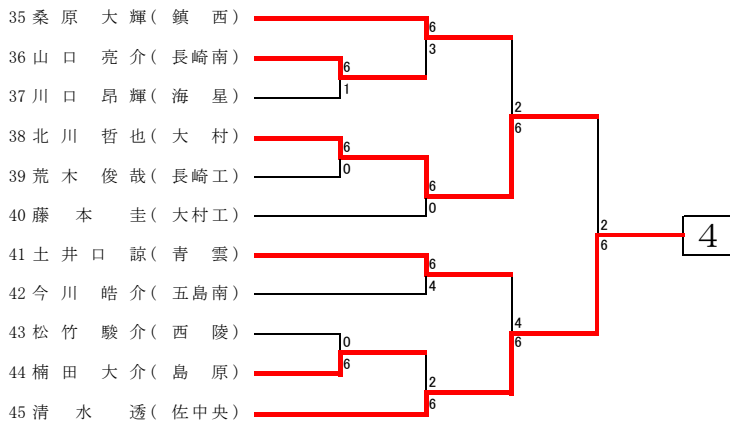 35 桑原大輝(鎮西)
6
36 山口亮介(長崎南)
6
3
37 川口昂輝(海星)
1
2
38 北川哲也(大村)
6
6
39 荒木俊哉(長崎工)
0
6
40 藤本圭(大村工)
0
2
4
41 土井口諒(青雲)
6
6
42 今川皓介(五島南)
4
43 松竹駿介(西陵)
0
4
6
44 楠田大介(島原)
6
2
45 清水透(佐中央)
6